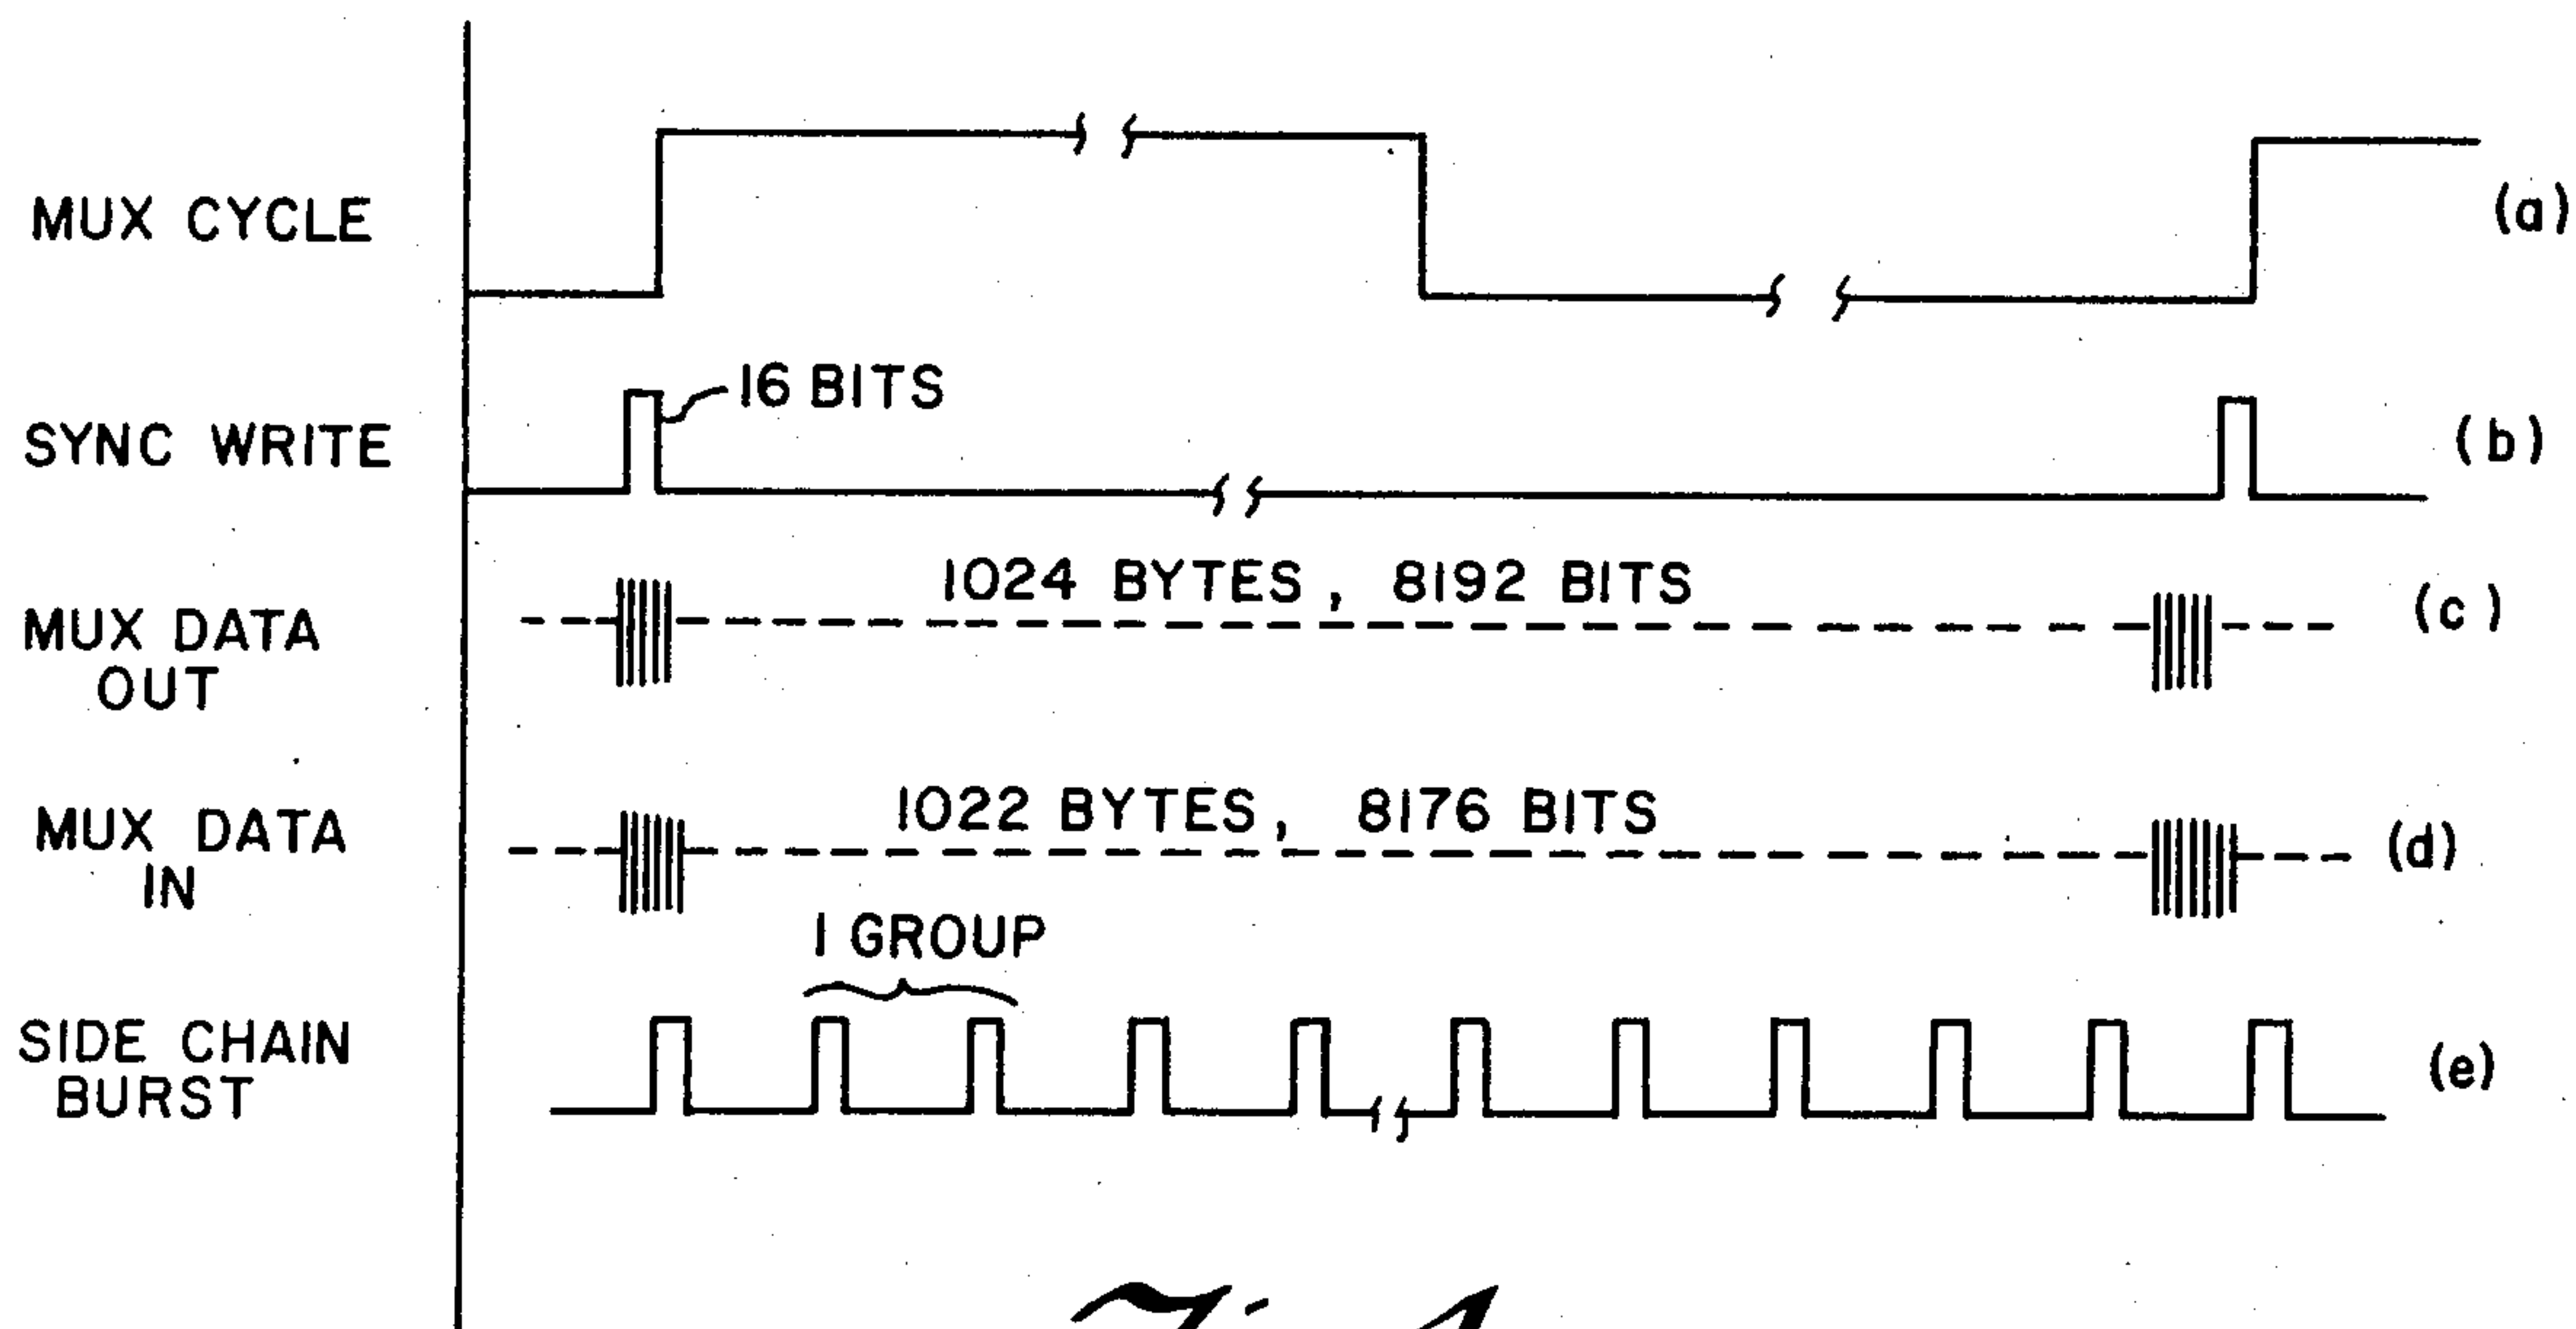 MUX CYCLE
(a)
16 BITS
SYNC WRITE
(b)
1024 BYTES, 8192 BITS
MUX DATA
OUT
(c)
1022 BYTES, 8176 BITS
MUX DATA
IN
(d)
1 GROUP
SIDE CHAIN
BURST
(e)